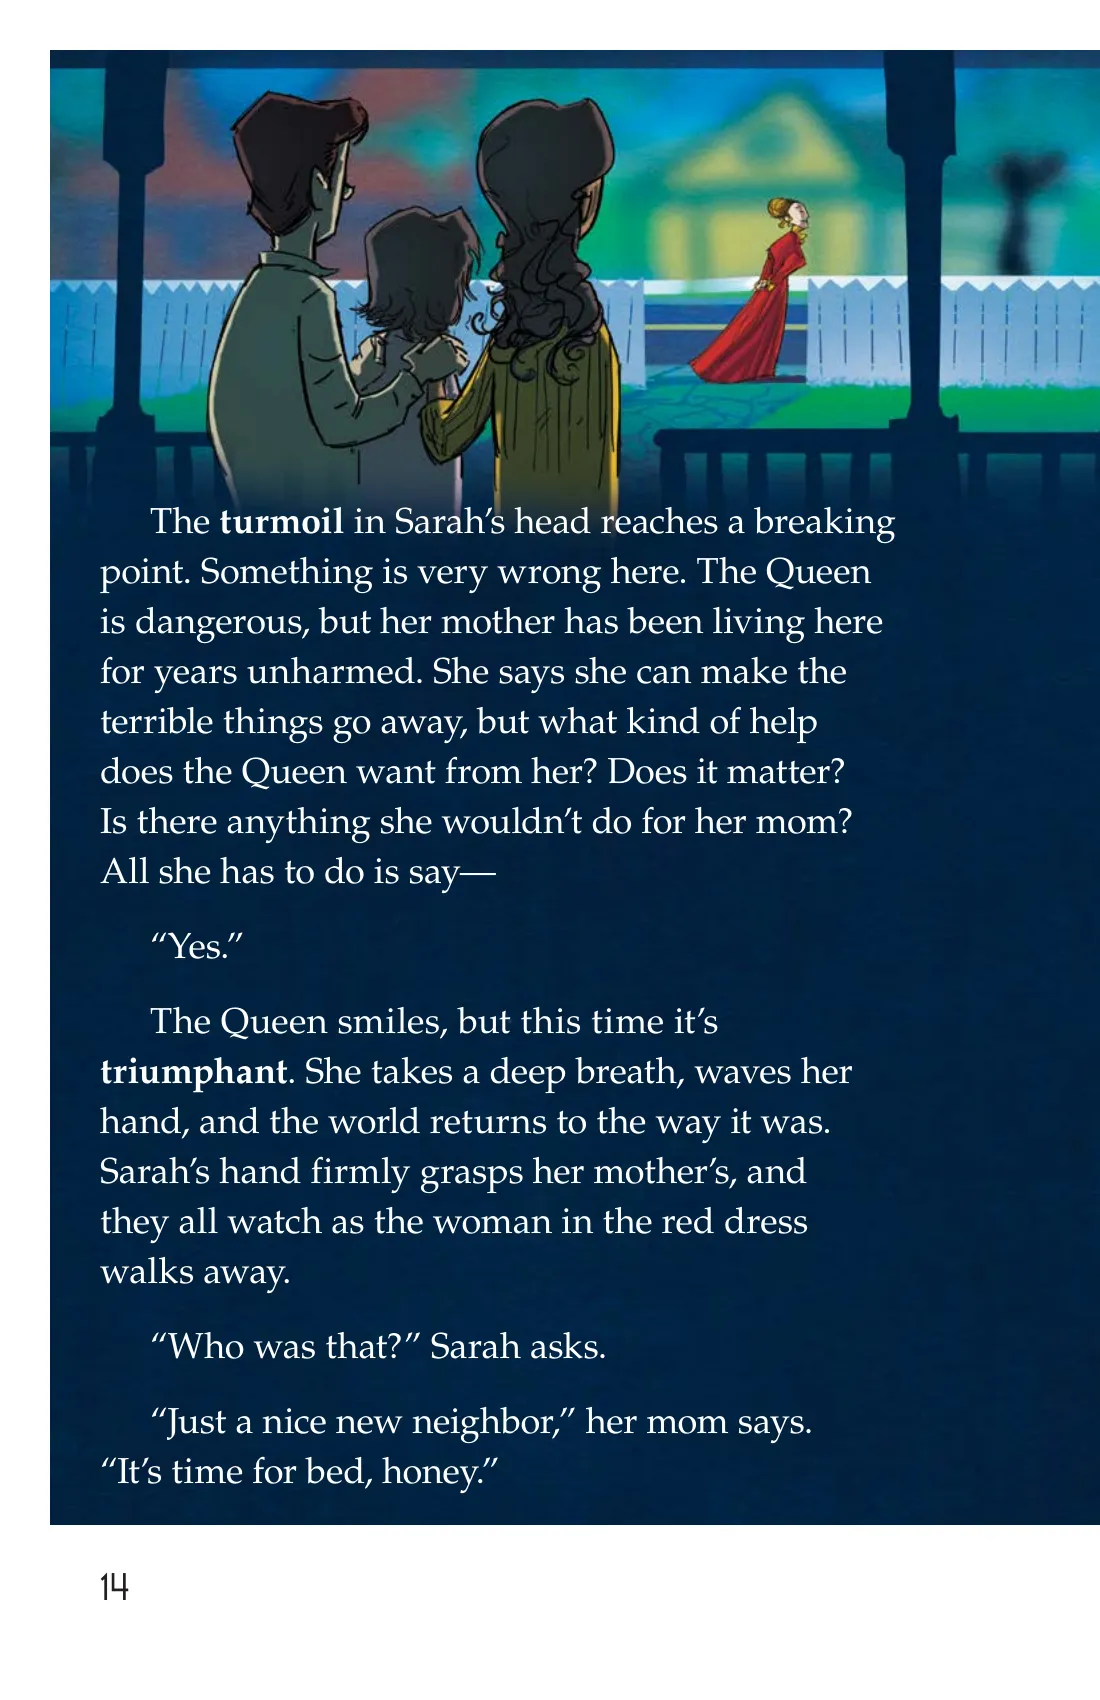 The turmoil in Sarah’s head reaches a breaking
point. Something is very wrong here. The Queen
is dangerous, but her mother has been living here
for years unharmed. She says she can make the
terrible things go away, but what kind of help
does the Queen want from her? Does it matter?
Is there anything she wouldn’t do for her mom?
All she has to do is say—
“Yes.”
The Queen smiles, but this time it’s
triumphant. She takes a deep breath, waves her
hand, and the world returns to the way it was.
Sarah’s hand firmly grasps her mother’s, and
they all watch as the woman in the red dress
walks away.
“Who was that?” Sarah asks.
“Just a nice new neighbor,” her mom says.
“It’s time for bed, honey.”
14